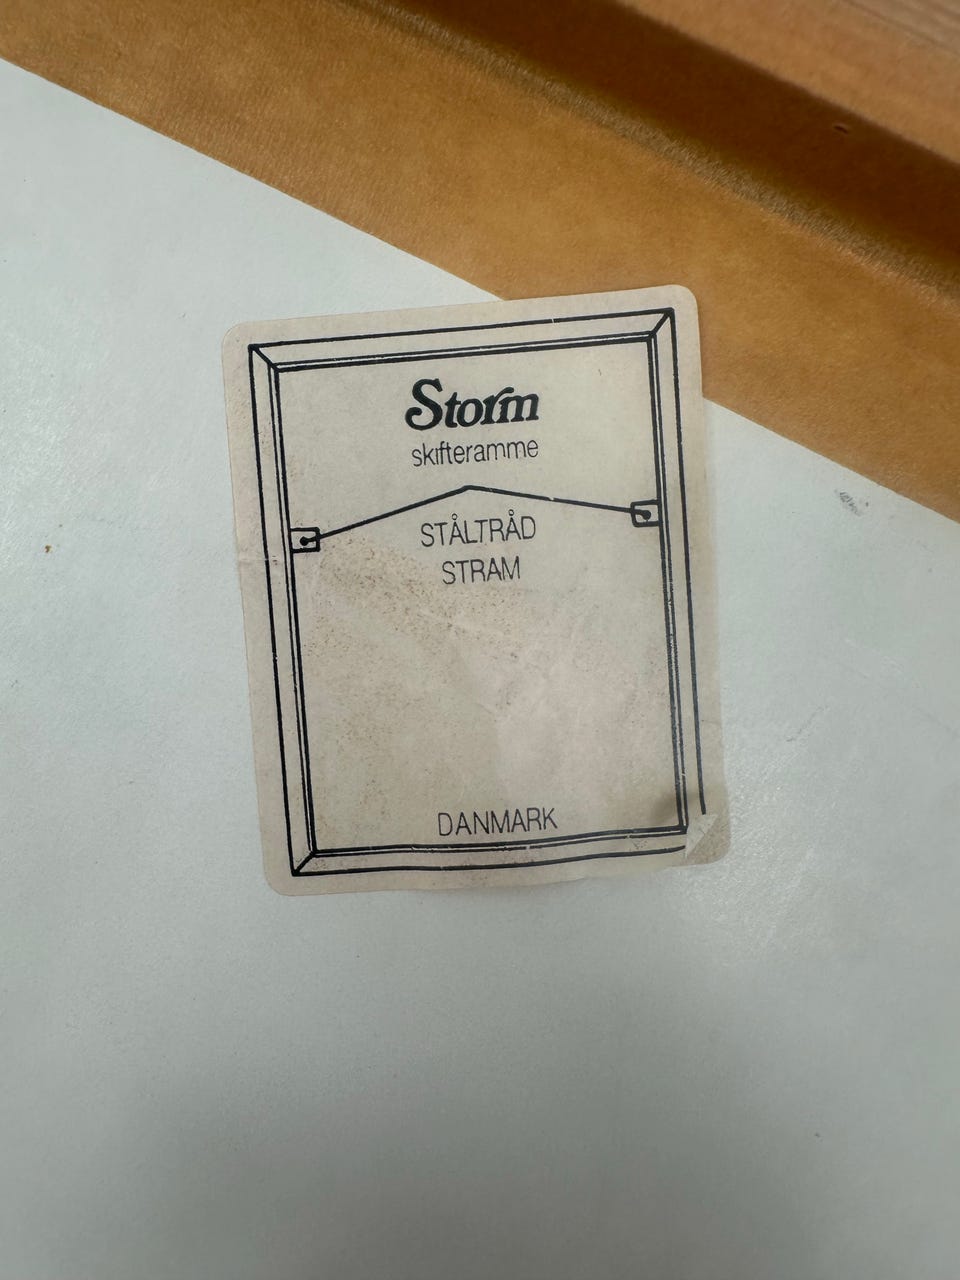 Storm
skifteramme
STÅLTRÅD
STRAM
DANMARK